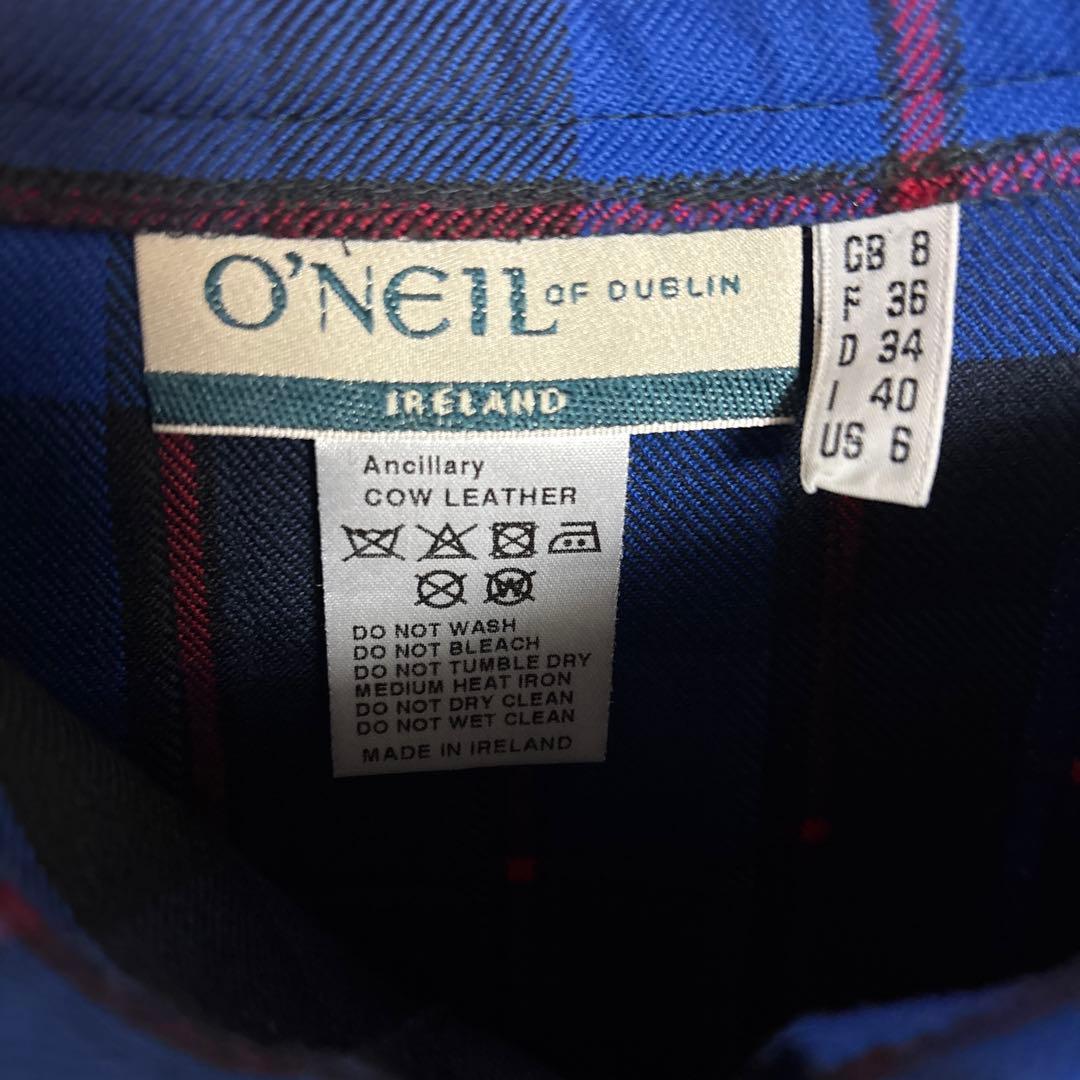 O'NEIL OF DUBLIN
IRELAND
GB 8
F 36
D 34
I 40
US 6
Ancillary
COW LEATHER
W
DO NOT WASH
DO NOT BLEACH
DO NOT TUMBLE DRY
MEDIUM HEAT IRON
DO NOT DRY CLEAN
DO NOT WET CLEAN
MADE IN IRELAND